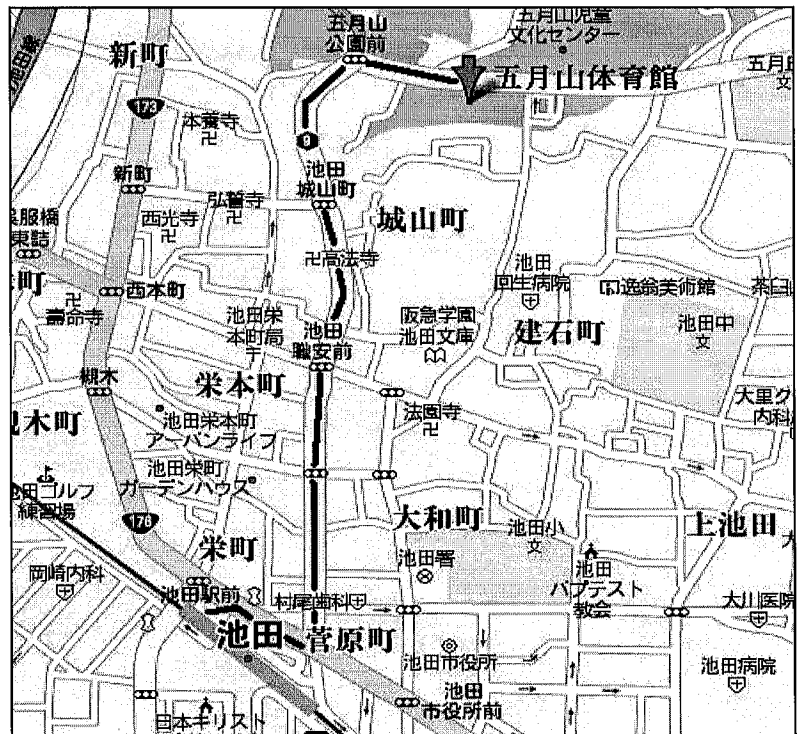 五月山
公園前
五月山児童
文化センター
新町
五月山体育館
文
173
本養寺
9
池田
城山町
新町
弘誓寺
西光寺
城山町
呉服橋
東詰
高法寺
池田
回生病院
逸翁美術館
西本町
寿命寺
池田栄
本町局
〒
池田
職安前
阪急学園
池田文庫
建石町
池田中
文
槻木
栄本町
法園寺
池田栄本町
アーバンライフ
池田栄町
ガーデンハウス
池田ゴルフ
練習場
大和町
池田小
文
上池田
176
栄町
岡崎内科
池田署
池田
バプテスト
教会
池田駅前
村尾歯科
大川医院
池田
菅原町
池田市役所
池田病院
池田
市役所前
日本キリスト